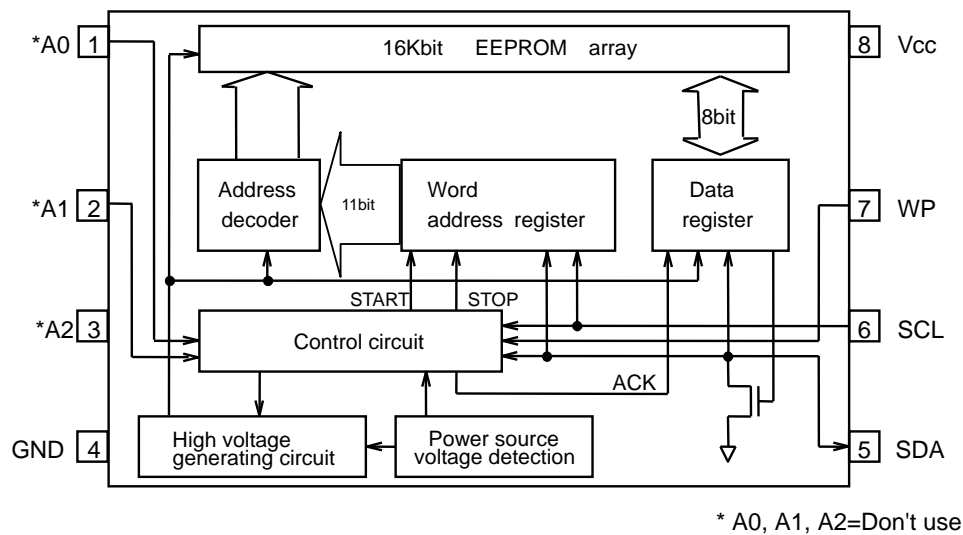 *A0 1
16Kbit EEPROM array
8 Vcc
8bit
Address
decoder
11bit
Word
address register
Data
register
*A1 2
7 WP
START
STOP
*A2 3
Control circuit
6 SCL
ACK
GND 4
High voltage
generating circuit
Power source
voltage detection
5 SDA
* A0, A1, A2=Don't use